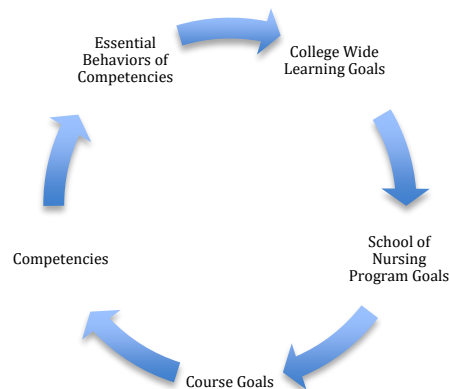 Essential
Behaviors of
Competencies
College Wide
Learning Goals
School of
Nursing
Program Goals
Course Goals
Competencies